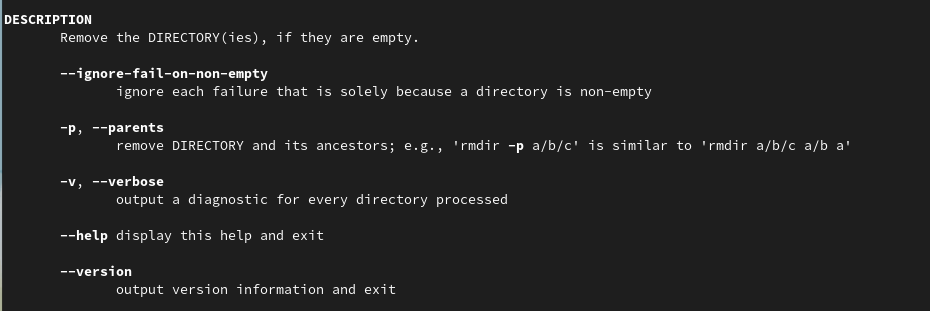 DESCRIPTION
Remove the DIRECTORY(ies), if they are empty.
--ignore-fail-on-non-empty
ignore each failure that is solely because a directory is non-empty
-p, --parents
remove DIRECTORY and its ancestors; e.g., 'rmdir -p a/b/c' is similar to 'rmdir a/b/c a/b a'
-v, --verbose
output a diagnostic for every directory processed
--help display this help and exit
--version
output version information and exit